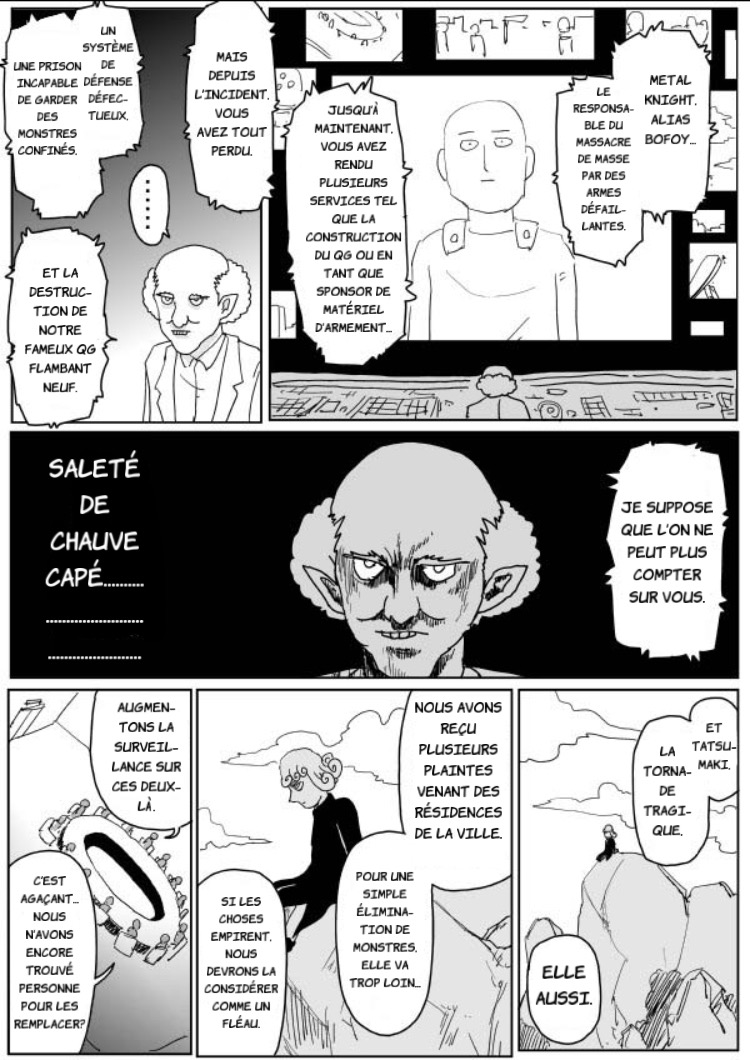 METAL
KNIGHT,
ALIAS
BOFOY...
LE
RESPONSA-
BLE DU
MASSACRE
DE MASSE
PAR DES
ARMES
DÉFAIL-
LANTES.
JUSQU'À
MAINTENANT,
VOUS AVEZ
RENDU
PLUSIEURS
SERVICES TEL
QUE LA
CONSTRUCTION
DU QG OU EN
TANT QUE
SPONSOR DE
MATÉRIEL
D'ARMEMENT...
MAIS
DEPUIS
L'INCIDENT,
VOUS
AVEZ TOUT
PERDU.
UN
SYSTÈME
DE
DÉFENSE
DÉFEC-
TUEUX.
UNE PRISON
INCAPABLE
DE GARDER
DES
MONSTRES
CONFINÉS.
......
ET LA
DESTRUC-
TION DE
NOTRE
FAMEUX QG
FLAMBANT
NEUF.
JE SUPPOSE
QUE L'ON NE
PEUT PLUS
COMPTER
SUR VOUS.
SALETÉ
DE
CHAUVE
CAPÉ..........
........................
.......................
ET
TATSU-
MAKI,
LA
TORNA-
DE
TRAGI-
QUE.
ELLE
AUSSI.
NOUS AVONS
REÇU
PLUSIEURS
PLAINTES
VENANT DES
RÉSIDENCES
DE LA VILLE.
POUR UNE
SIMPLE
ÉLIMINA-
TION DE
MONSTRES,
ELLE VA
TROP LOIN...
SI LES
CHOSES
EMPIRENT,
NOUS
DEVRONS LA
CONSIDÉRER
COMME UN
FLÉAU.
AUGMEN-
TONS LA
SURVEIL-
LANCE SUR
CES DEUX-
LÀ.
C'EST
AGAÇANT...
NOUS
N'AVONS
ENCORE
TROUVÉ
PERSONNE
POUR LES
REMPLACER?